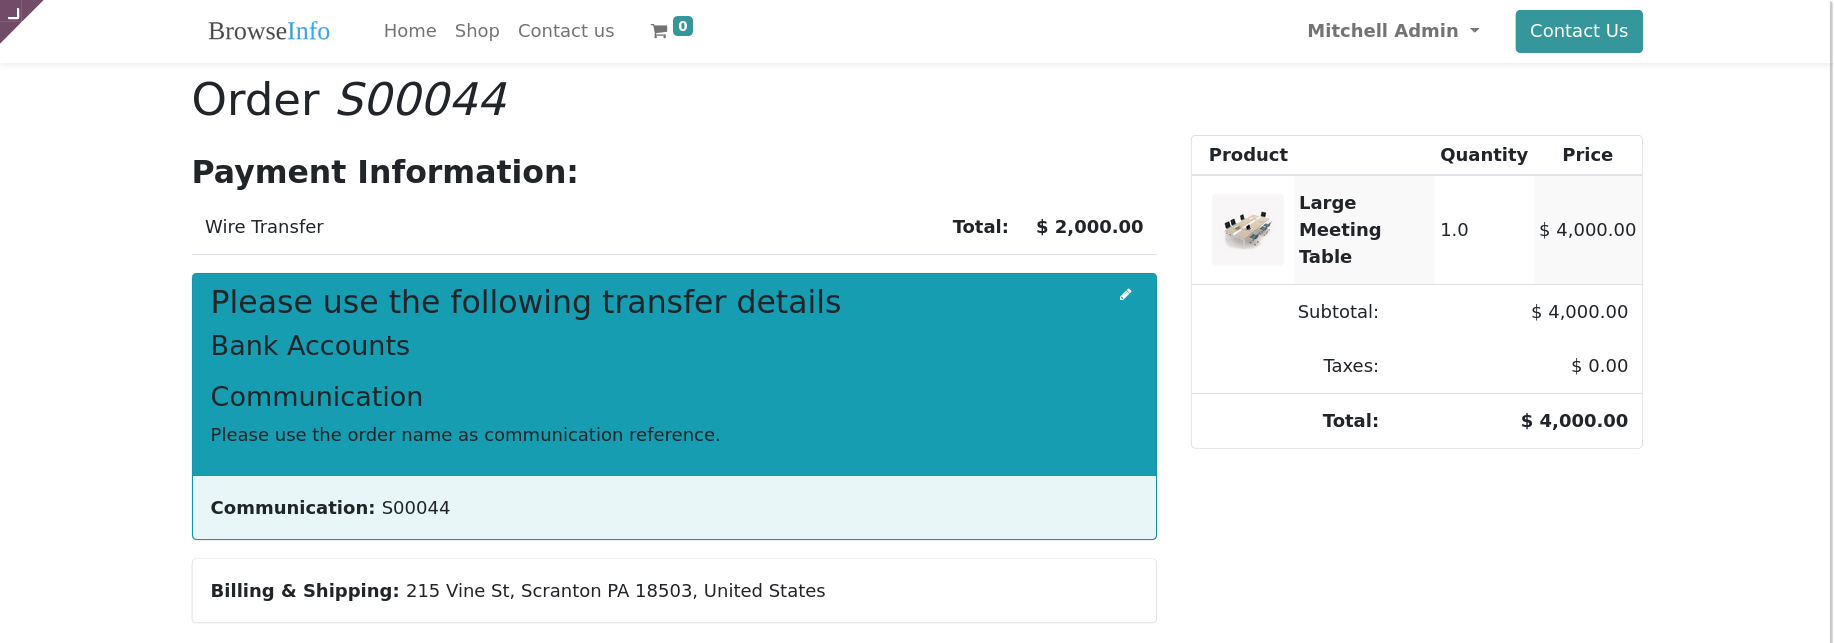 BrowseInfo Home Shop Contact us 0 Mitchell Admin Contact Us
Order S00044
Payment Information:
Wire Transfer Total: $ 2,000.00
Please use the following transfer details
Bank Accounts
Communication
Please use the order name as communication reference.
Communication: S00044
Billing & Shipping: 215 Vine St, Scranton PA 18503, United States
Product Quantity Price
Large
Meeting
Table
1.0 $ 4,000.00
Subtotal: $ 4,000.00
Taxes: $ 0.00
Total: $ 4,000.00